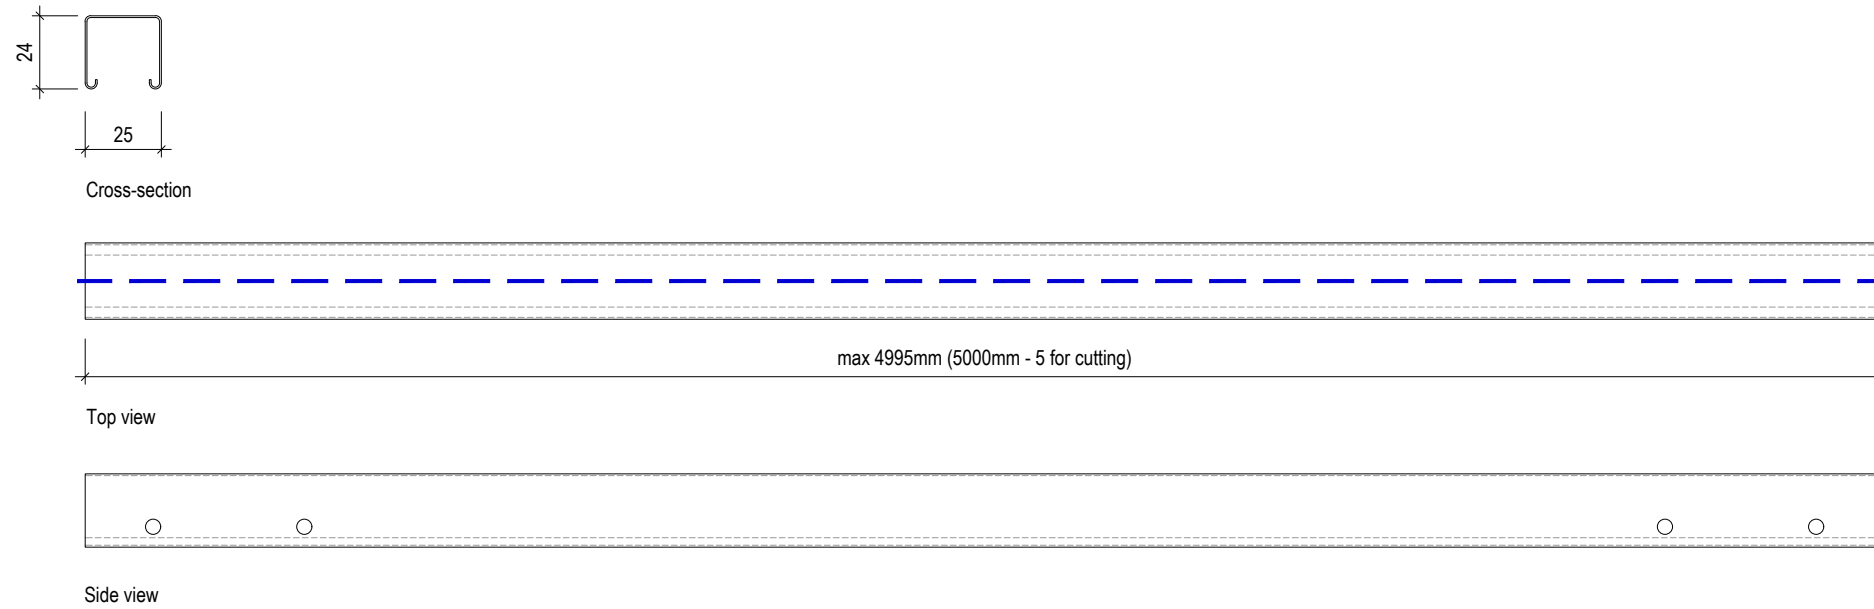 24
25
Cross-section
max 4995mm (5000mm - 5 for cutting)
Top view
Side view